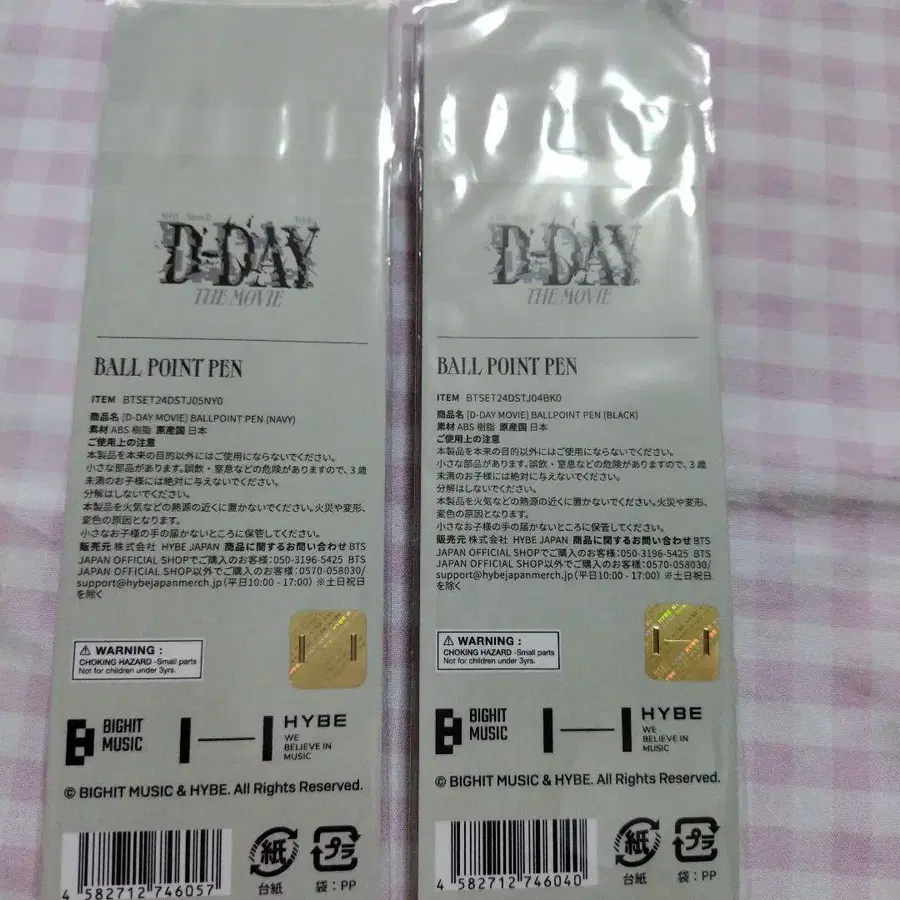 D-DAY
THE MOVIE
BALL POINT PEN
ITEM BTSET24DSTJ05NY0
商品名 [D-DAY MOVIE] BALLPOINT PEN (NAVY)
素材 ABS 樹脂 原産国 日本
ご使用上の注意
本製品を本来の目的以外にはご使用にならないでください。
小さな部品があります。誤飲・窒息などの危険がありますので、3歳
未満のお子様には絶対に与えないでください。
分解はしないでください。
本製品を火気などの熱源の近くに置かないでください。火災や変形、
変色の原因となります。
小さなお子様の手の届かないところに保管してください。
販売元 株式会社 HYBE JAPAN 商品に関するお問い合わせ BTS
JAPAN OFFICIAL SHOPでご購入のお客様:050-3196-5425 BTS
JAPAN OFFICIAL SHOP以外でご購入のお客様:0570-058030/
support@hybejapanmerch.jp(平日10:00 - 17:00) ※土日祝日
を除く
⚠ WARNING :
CHOKING HAZARD -Small parts
Not for children under 3yrs.
BIGHIT
MUSIC
HYBE
WE
BELIEVE IN
MUSIC
© BIGHIT MUSIC & HYBE. All Rights Reserved.
4 582712 746057
紙
台紙
プラ
袋:PP
D-DAY
THE MOVIE
BALL POINT PEN
ITEM BTSET24DSTJ04BK0
商品名 [D-DAY MOVIE] BALLPOINT PEN (BLACK)
素材 ABS 樹脂 原産国 日本
ご使用上の注意
本製品を本来の目的以外にはご使用にならないでください。
小さな部品があります。誤飲・窒息などの危険がありますので、3歳
未満のお子様には絶対に与えないでください。
分解はしないでください。
本製品を火気などの熱源の近くに置かないでください。火災や変形、
変色の原因となります。
小さなお子様の手の届かないところに保管してください。
販売元 株式会社 HYBE JAPAN 商品に関するお問い合わせ BTS
JAPAN OFFICIAL SHOPでご購入のお客様:050-3196-5425 BTS
JAPAN OFFICIAL SHOP以外でご購入のお客様:0570-058030/
support@hybejapanmerch.jp(平日10:00 - 17:00) ※土日祝日
を除く
HYBE
⚠ WARNING :
CHOKING HAZARD -Small parts
Not for children under 3yrs.
BIGHIT
MUSIC
HYBE
WE
BELIEVE IN
MUSIC
© BIGHIT MUSIC & HYBE. All Rights Reserved.
4 582712 746040
紙
台紙
プラ
袋:PP